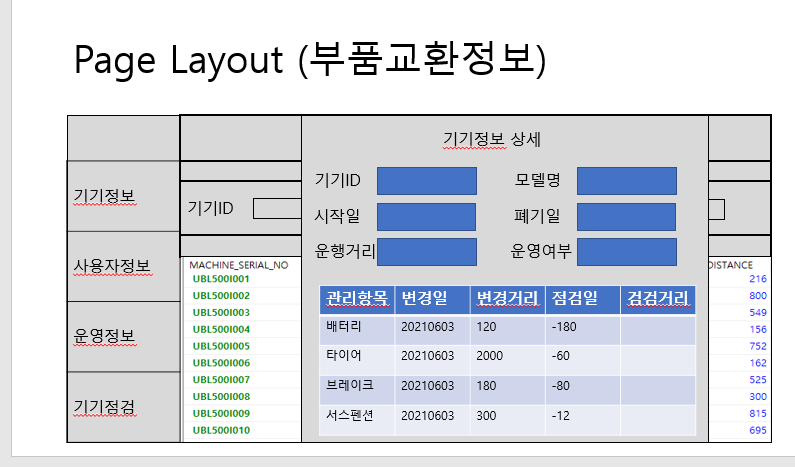 Page Layout (부품교환정보)
기기정보 상세
기기ID 모델명
시작일 폐기일
운행거리 운영여부
관리항목 변경일 변경거리 점검일 검검거리
배터리 20210603 120 -180
타이어 20210603 2000 -60
브레이크 20210603 180 -80
서스펜션 20210603 300 -12
기기정보
사용자정보
운영정보
기기점검
기기ID
MACHINE_SERIAL_NO DISTANCE
UBL500I001 216
UBL500I002 800
UBL500I003 549
UBL500I004 156
UBL500I005 752
UBL500I006 162
UBL500I007 525
UBL500I008 300
UBL500I009 815
UBL500I010 695